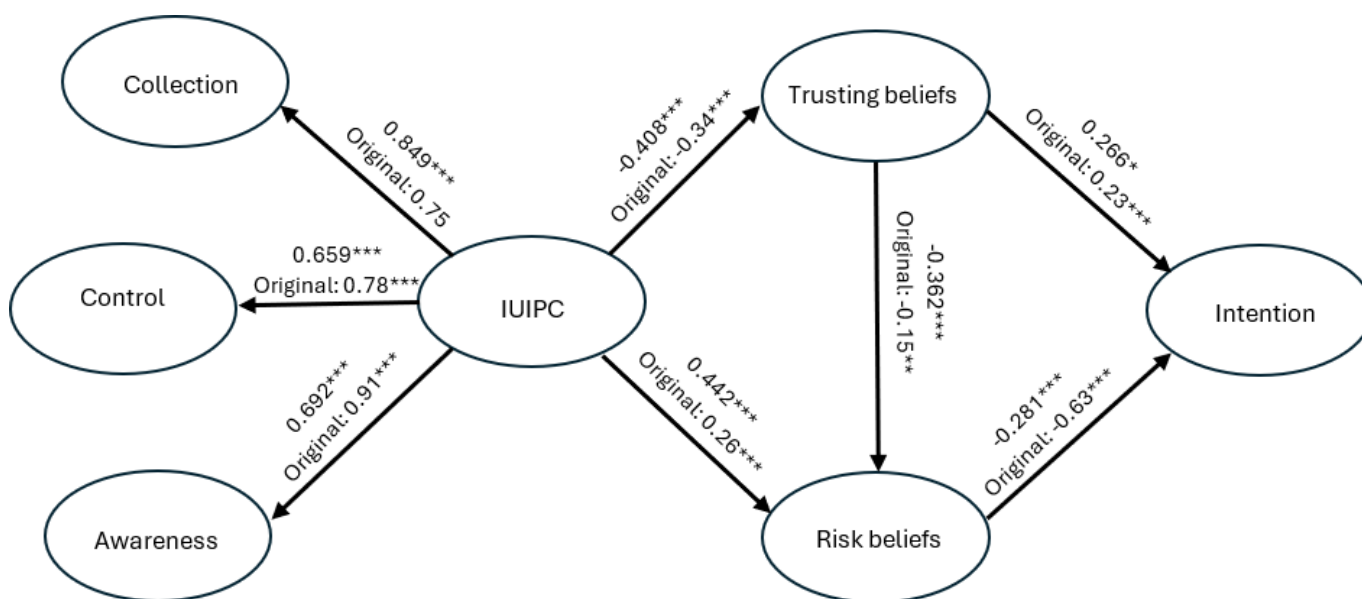 Collection
Trusting beliefs
0.849***
Original: 0.75
-0.408***
Original: -0.34***
0.266*
Original: 0.23***
Control
0.659***
Original: 0.78***
IUIPC
-0.362***
Original: -0.15**
Intention
0.692***
Original: 0.91***
0.442***
Original: 0.26***
-0.281***
Original: -0.63***
Awareness
Risk beliefs